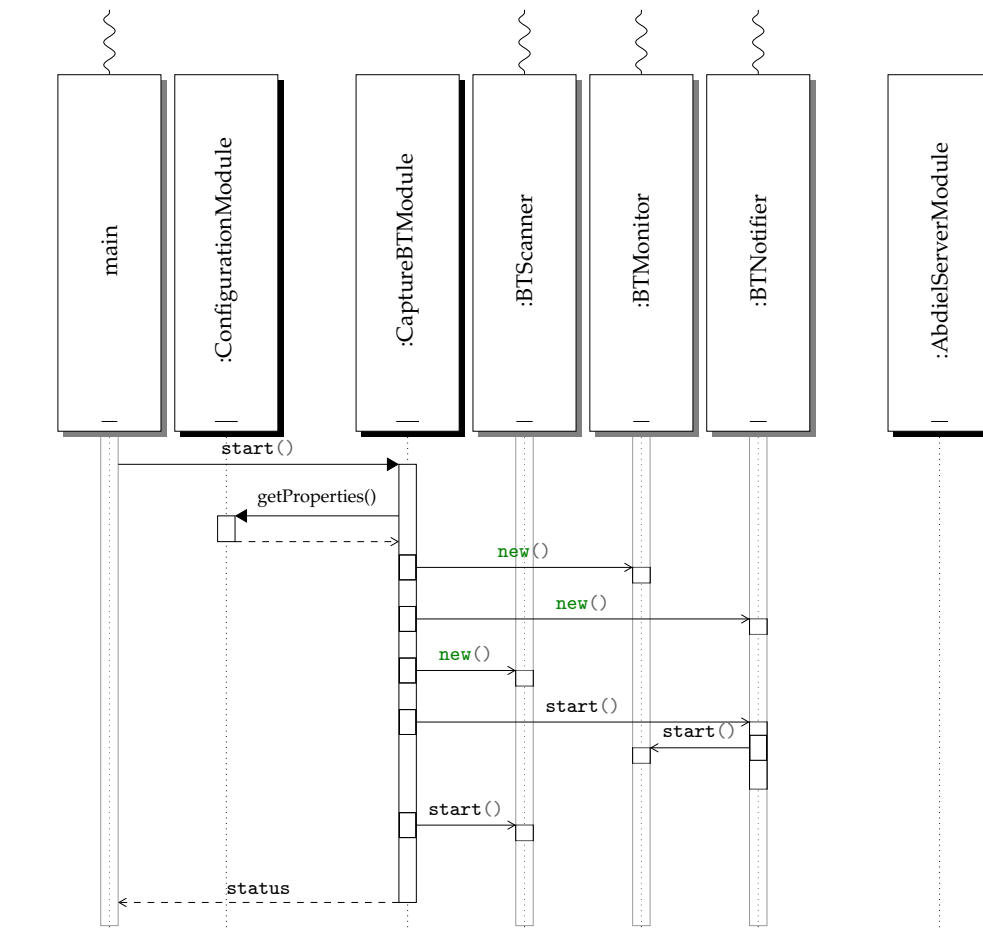 main
:ConfigurationModule
:CaptureBTModule
:BTScanner
:BTMonitor
:BTNotifier
:AbdielServerModule
start()
getProperties()
new()
new()
new()
start()
start()
start()
status